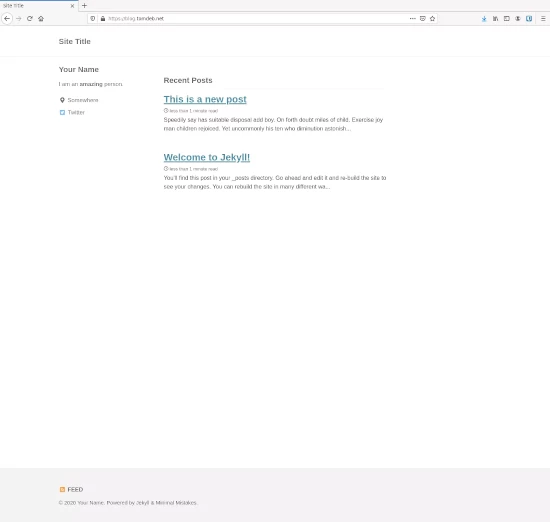 site title
https://blog.tamdeb.net
Site Title
Your Name
I am an amazing person.
Somewhere
Twitter
Recent Posts
This is a new post
less than 1 minute read
Speedily say has suitable disposal add boy. On forth doubt miles of child. Exercise joy
man children rejoiced. Yet uncommonly his ten who diminution astonish...
Welcome to Jekyll!
less than 1 minute read
You'll find this post in your _posts directory. Go ahead and edit it and re-build the site to
see your changes. You can rebuild the site in many different wa...
FEED
© 2020 Your Name. Powered by Jekyll & Minimal Mistakes.